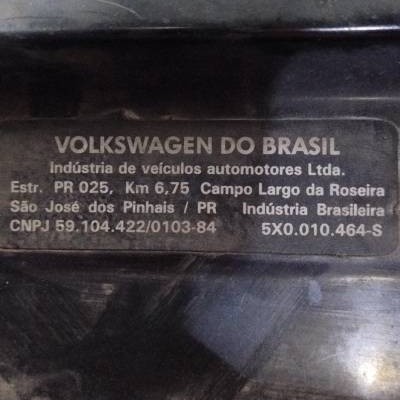 VOLKSWAGEN DO BRASIL
Indústria de veículos automotores Ltda.
Estr. PR 025, Km 6,75 Campo Largo da Roseira
São José dos Pinhais / PR Indústria Brasileira
CNPJ 59.104.422/0103-84 5X0.010.464-S